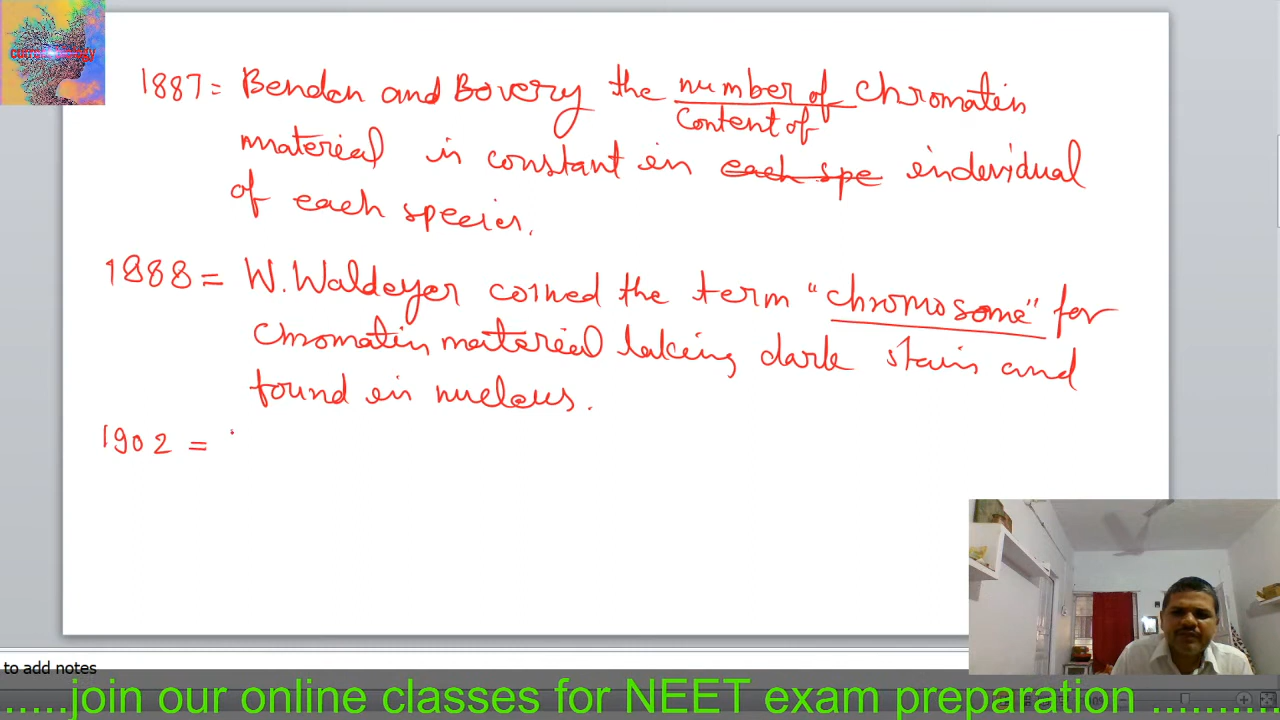 1887 = Benden and Bovery the number of chromatin
Content of
material in constant in each spe individual
of each species.
1888 = W. Waldeyer coined the term "chromosome" for
Chromatin material taking dark stain and
found in nucleus.
1902 =
to add notes
.....join our online classes for NEET exam preparation ..........